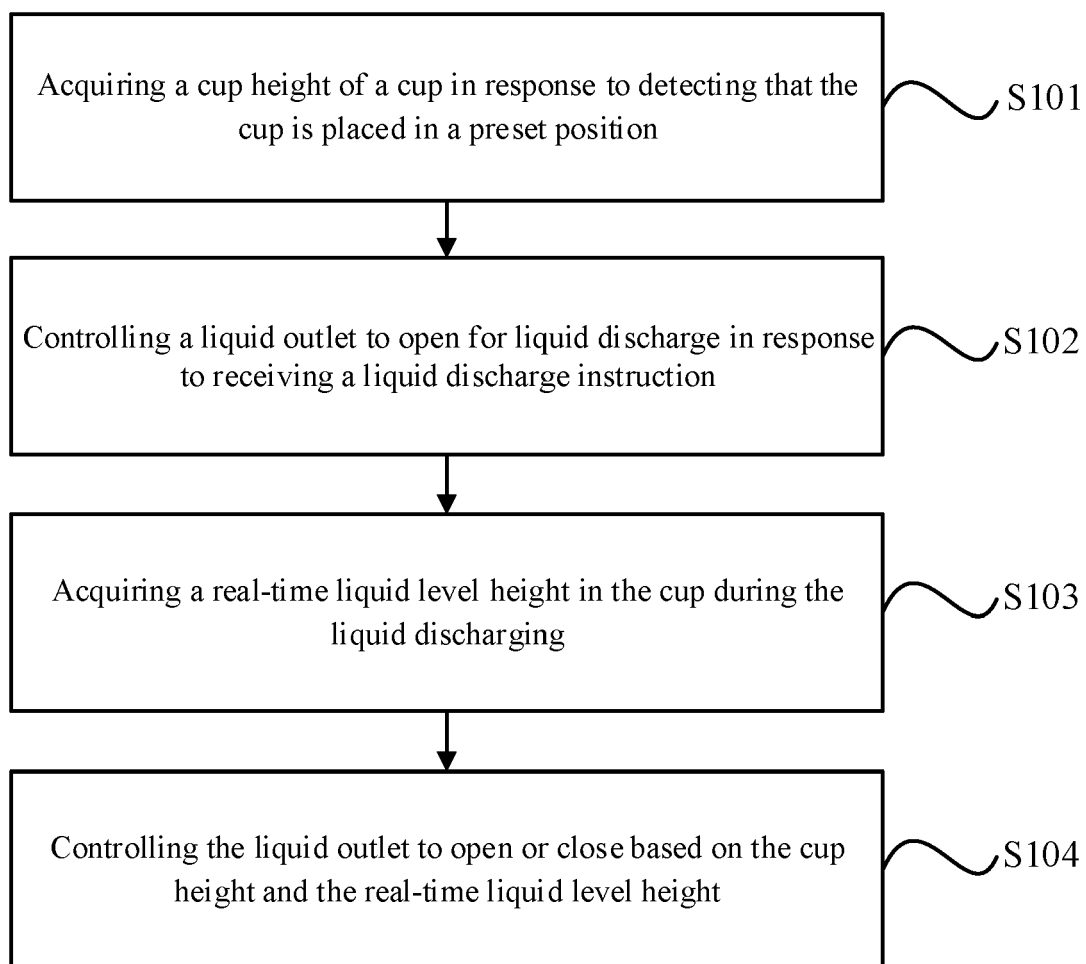 Acquiring a cup height of a cup in response to detecting that the
cup is placed in a preset position
S101
Controlling a liquid outlet to open for liquid discharge in response
to receiving a liquid discharge instruction
S102
Acquiring a real-time liquid level height in the cup during the
liquid discharging
S103
Controlling the liquid outlet to open or close based on the cup
height and the real-time liquid level height
S104